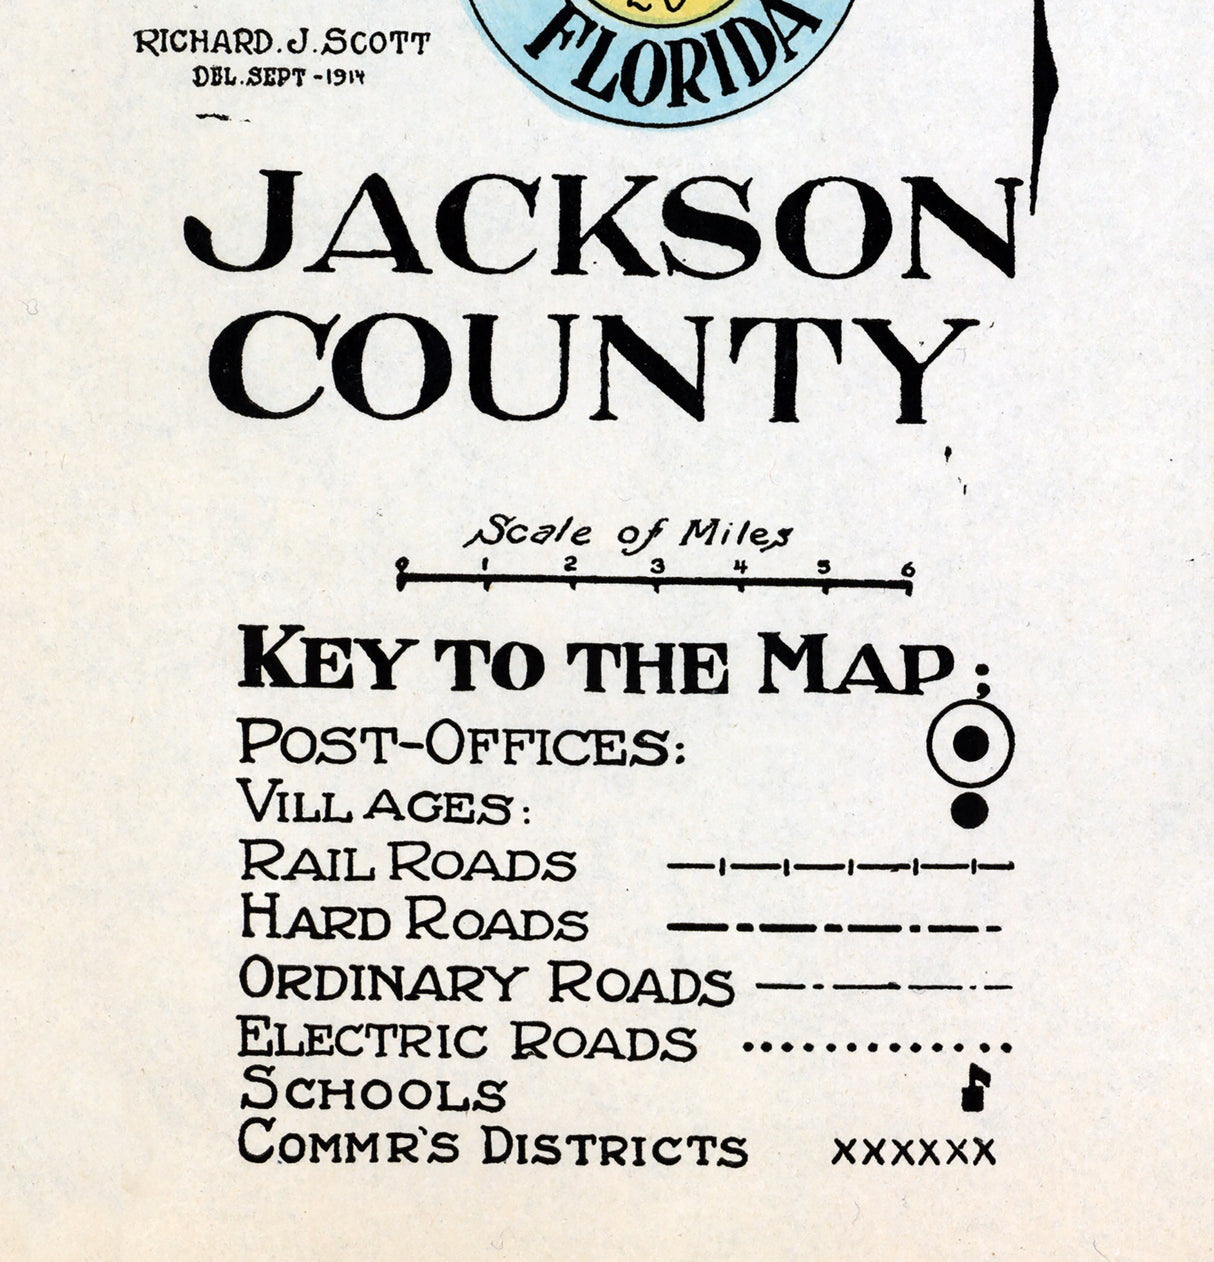 FLORIDA
RICHARD. J. SCOTT
DEL. SEPT - 1914
JACKSON
COUNTY
Scale of Miles
0 1 2 3 4 5 6
KEY TO THE MAP;
POST-OFFICES:
VILLAGES:
RAIL ROADS
HARD ROADS
ORDINARY ROADS
ELECTRIC ROADS
SCHOOLS
COMMR'S DISTRICTS XXXXXX